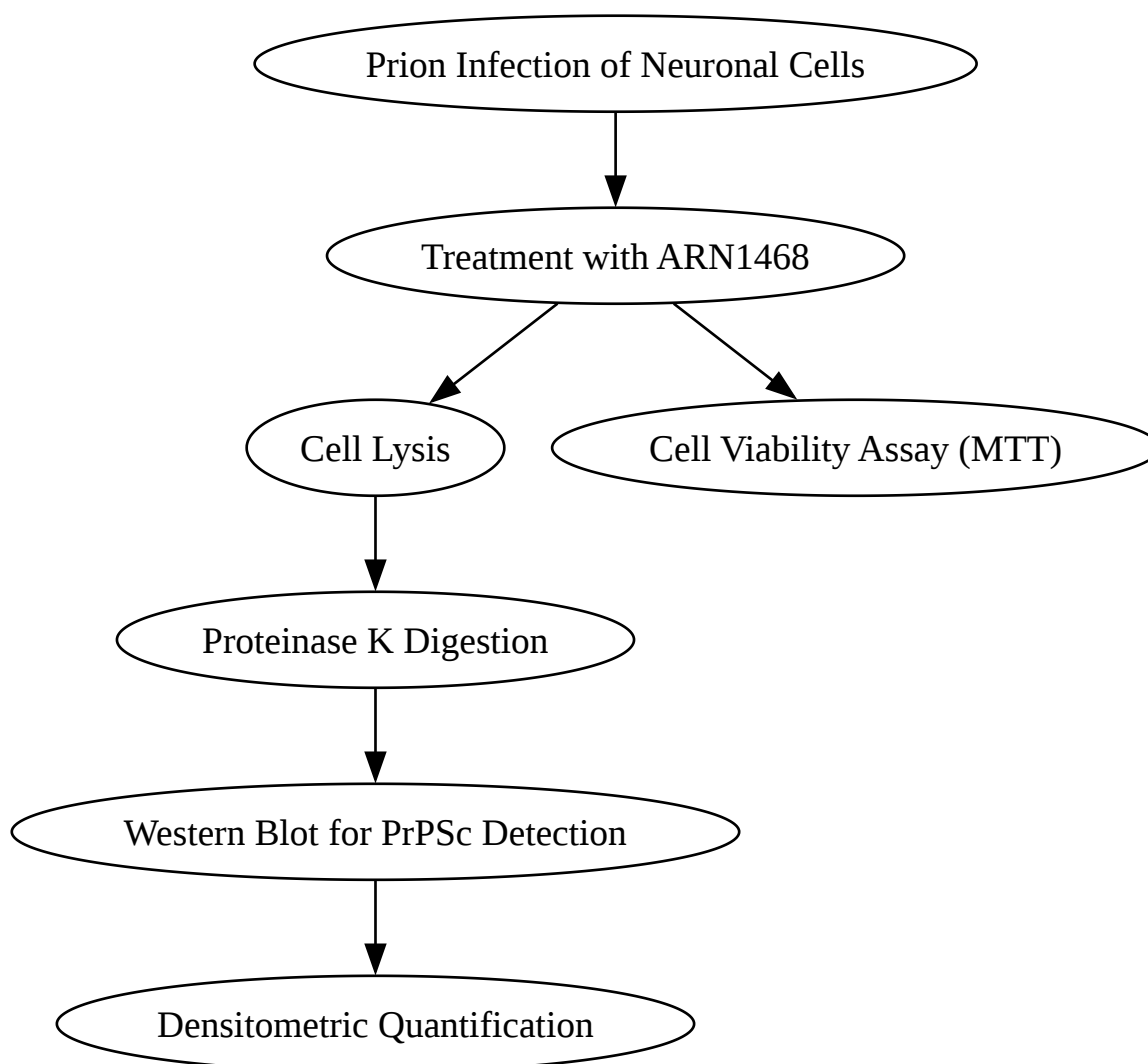 Prion Infection of Neuronal Cells
Treatment with ARN1468
Cell Lysis
Cell Viability Assay (MTT)
Proteinase K Digestion
Western Blot for PrPSc Detection
Densitometric Quantification